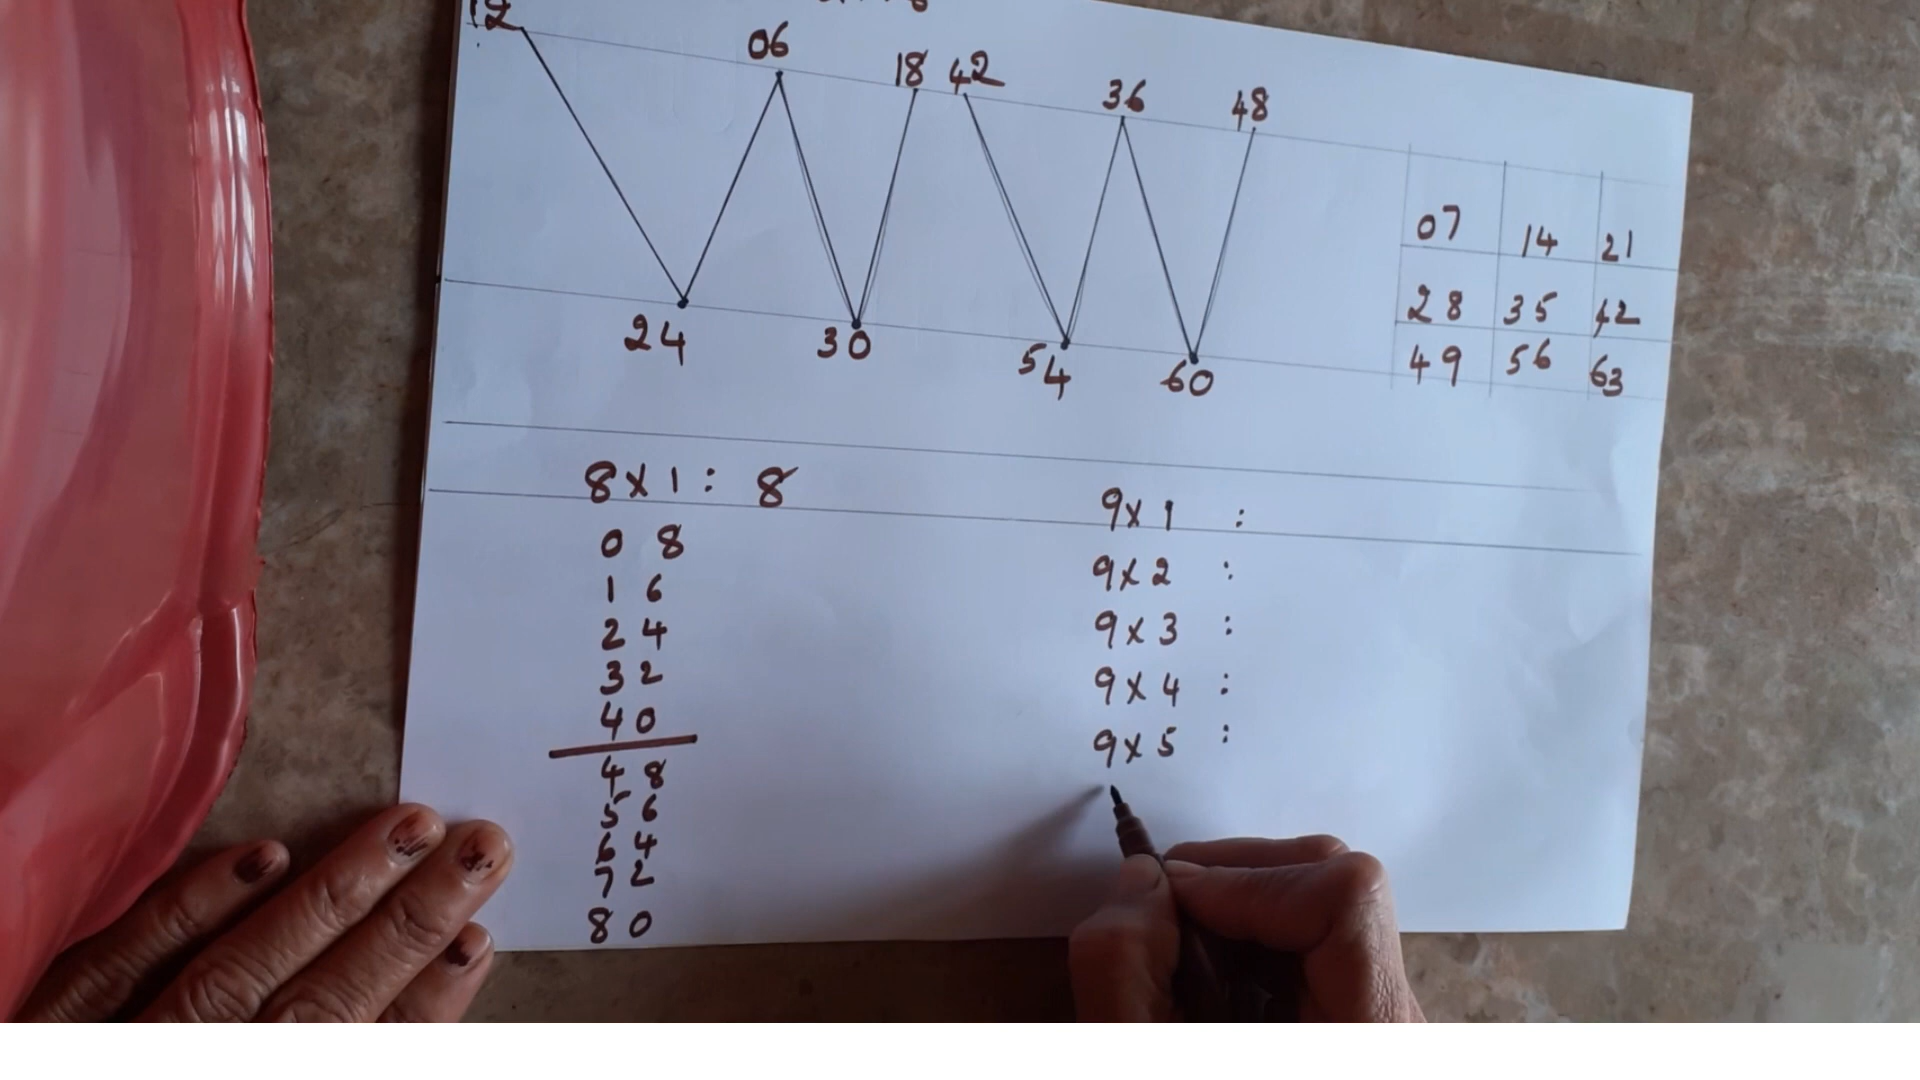 12 06 18 42 36 48
24 30 54 60
07 14 21
28 35 42
49 56 63
8x1: 8
08
16
24
32
40
48
56
64
72
80
9x1 :
9x2 :
9x3 :
9x4 :
9x5 :